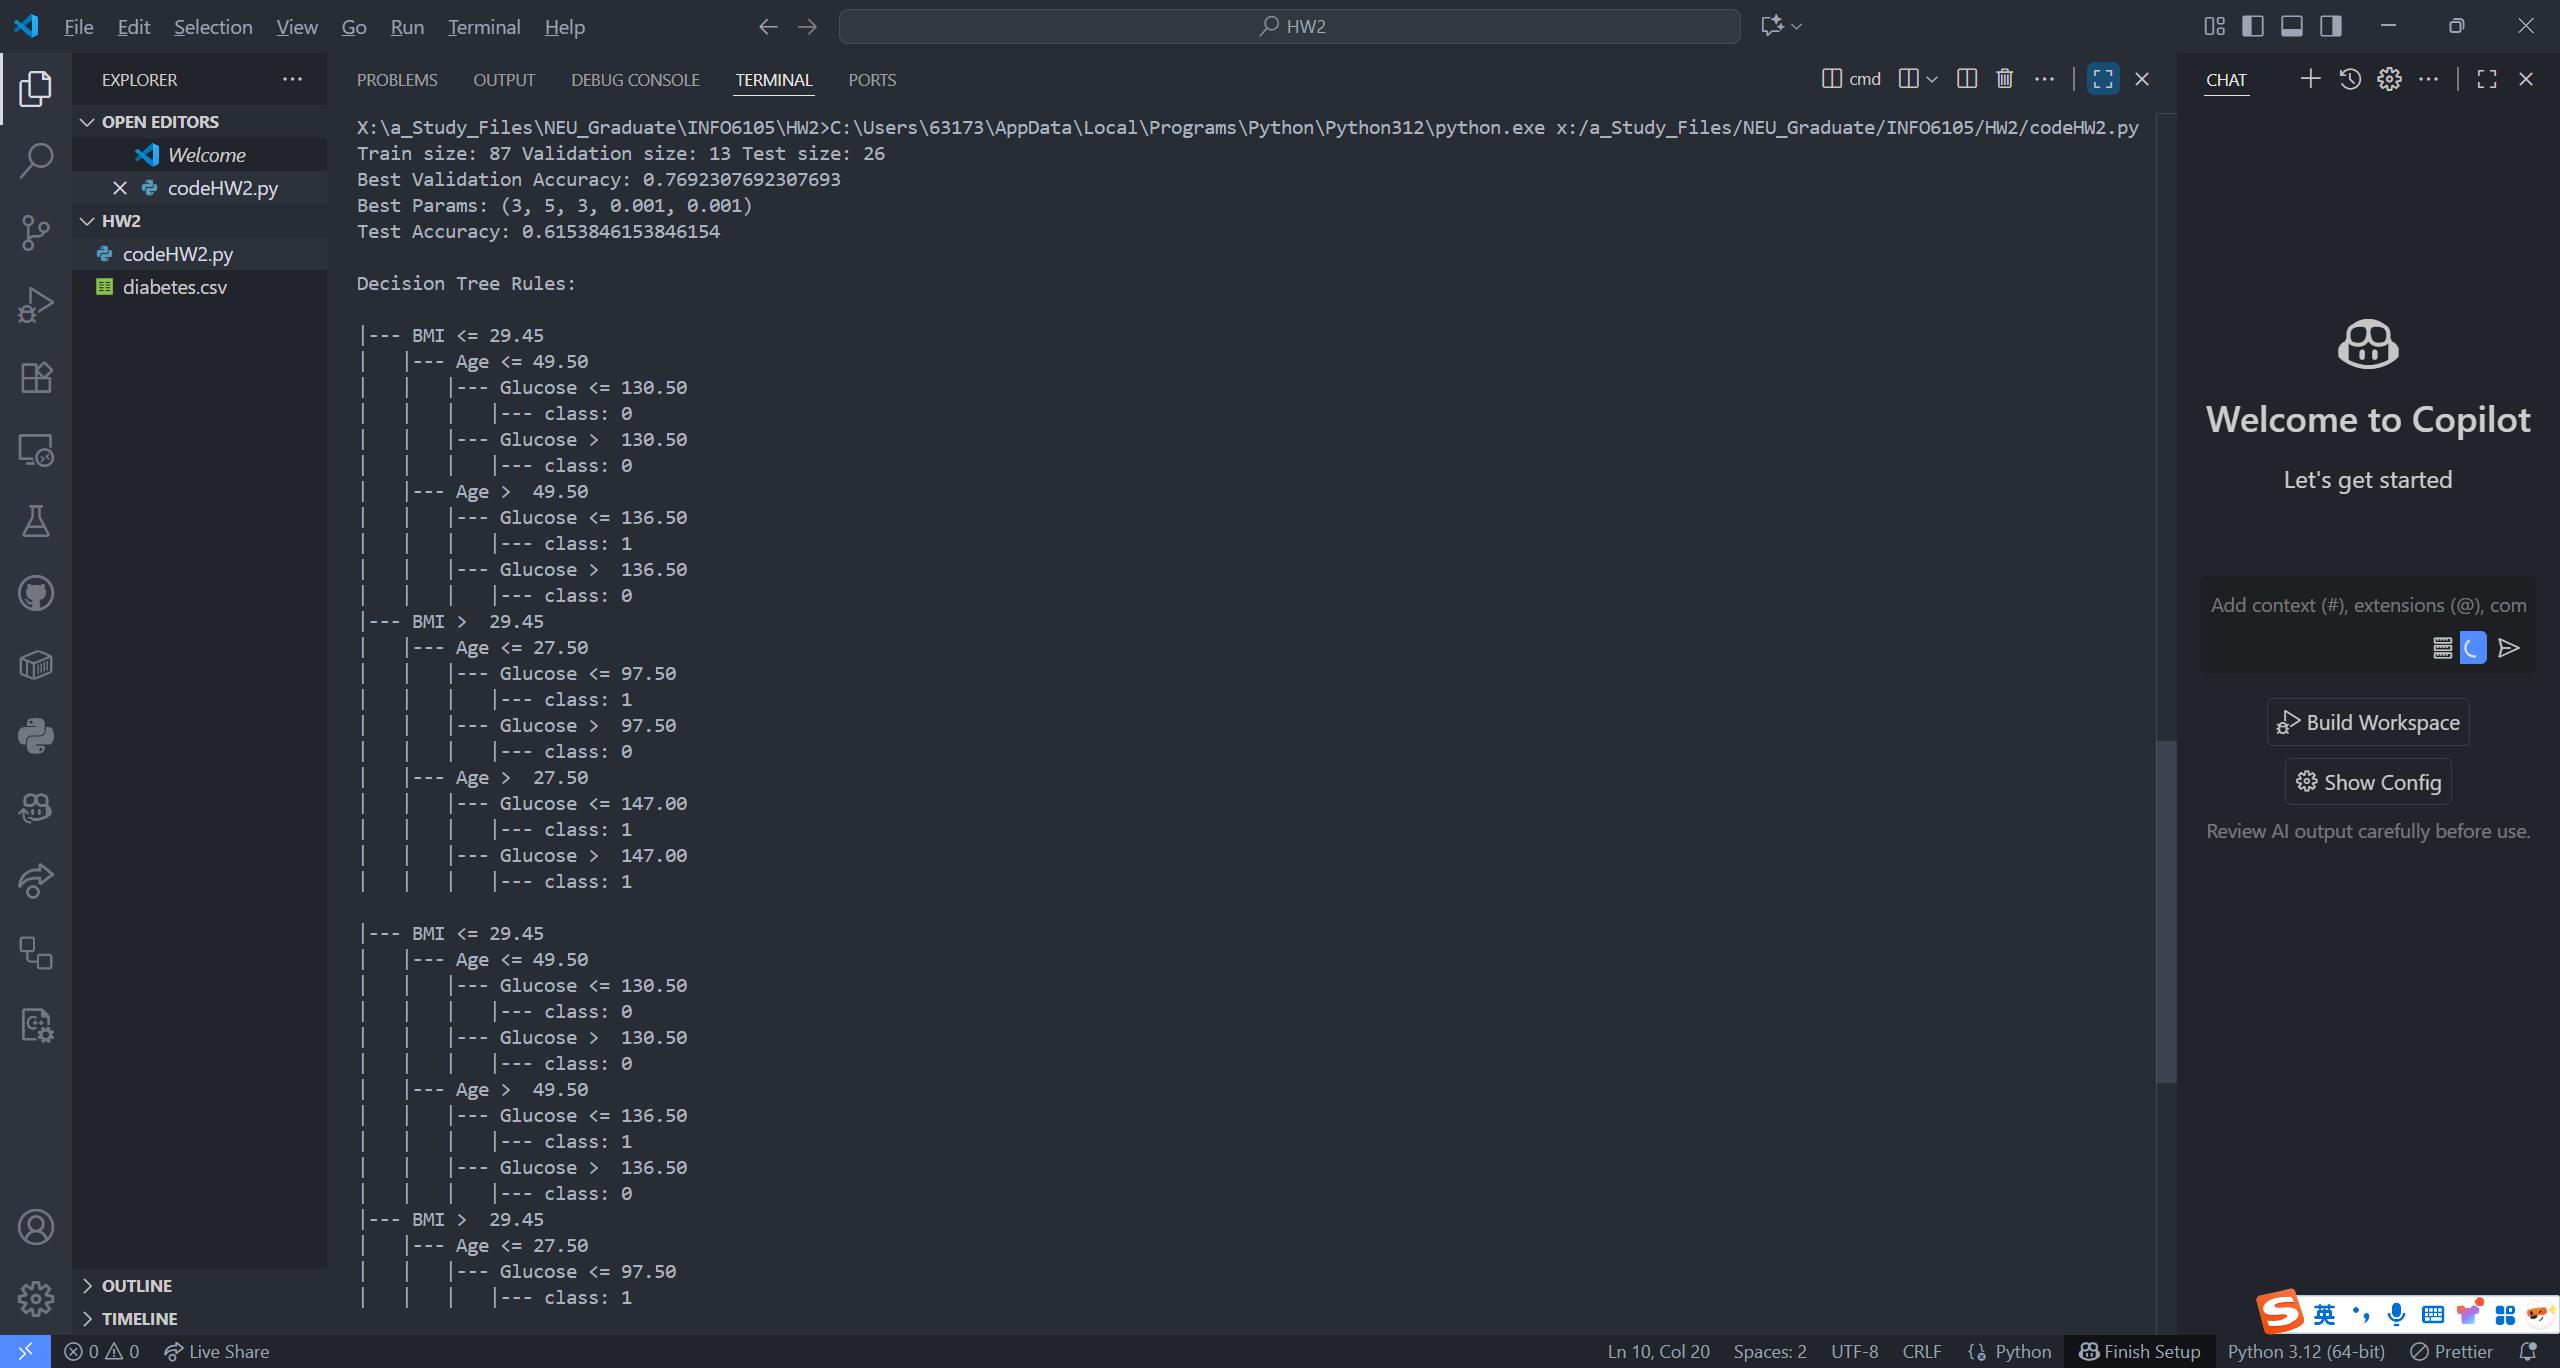 File Edit Selection View Go Run Terminal Help
HW2
EXPLORER
OPEN EDITORS
Welcome
codeHW2.py
HW2
codeHW2.py
diabetes.csv
OUTLINE
TIMELINE
PROBLEMS OUTPUT DEBUG CONSOLE TERMINAL PORTS
cmd
X:\a_Study_Files\NEU_Graduate\INFO6105\HW2>C:\Users\63173\AppData\Local\Programs\Python\Python312\python.exe x:/a_Study_Files/NEU_Graduate/INFO6105/HW2/codeHW2.py
Train size: 87 Validation size: 13 Test size: 26
Best Validation Accuracy: 0.7692307692307693
Best Params: (3, 5, 3, 0.001, 0.001)
Test Accuracy: 0.6153846153846154
Decision Tree Rules:
|--- BMI <= 29.45
|   |--- Age <= 49.50
|   |   |--- Glucose <= 130.50
|   |   |   |--- class: 0
|   |   |--- Glucose >  130.50
|   |   |   |--- class: 0
|   |--- Age >  49.50
|   |   |--- Glucose <= 136.50
|   |   |   |--- class: 1
|   |   |--- Glucose >  136.50
|   |   |   |--- class: 0
|--- BMI >  29.45
|   |--- Age <= 27.50
|   |   |--- Glucose <= 97.50
|   |   |   |--- class: 1
|   |   |--- Glucose >  97.50
|   |   |   |--- class: 0
|   |--- Age >  27.50
|   |   |--- Glucose <= 147.00
|   |   |   |--- class: 1
|   |   |--- Glucose >  147.00
|   |   |   |--- class: 1
|--- BMI <= 29.45
|   |--- Age <= 49.50
|   |   |--- Glucose <= 130.50
|   |   |   |--- class: 0
|   |   |--- Glucose >  130.50
|   |   |   |--- class: 0
|   |--- Age >  49.50
|   |   |--- Glucose <= 136.50
|   |   |   |--- class: 1
|   |   |--- Glucose >  136.50
|   |   |   |--- class: 0
|--- BMI >  29.45
|   |--- Age <= 27.50
|   |   |--- Glucose <= 97.50
|   |   |   |--- class: 1
CHAT
Welcome to Copilot
Let's get started
Add context (#), extensions (@), com
Build Workspace
Show Config
Review AI output carefully before use.
S 英
0 0 Live Share
Ln 10, Col 20 Spaces: 2 UTF-8 CRLF Python Finish Setup Python 3.12 (64-bit) Prettier